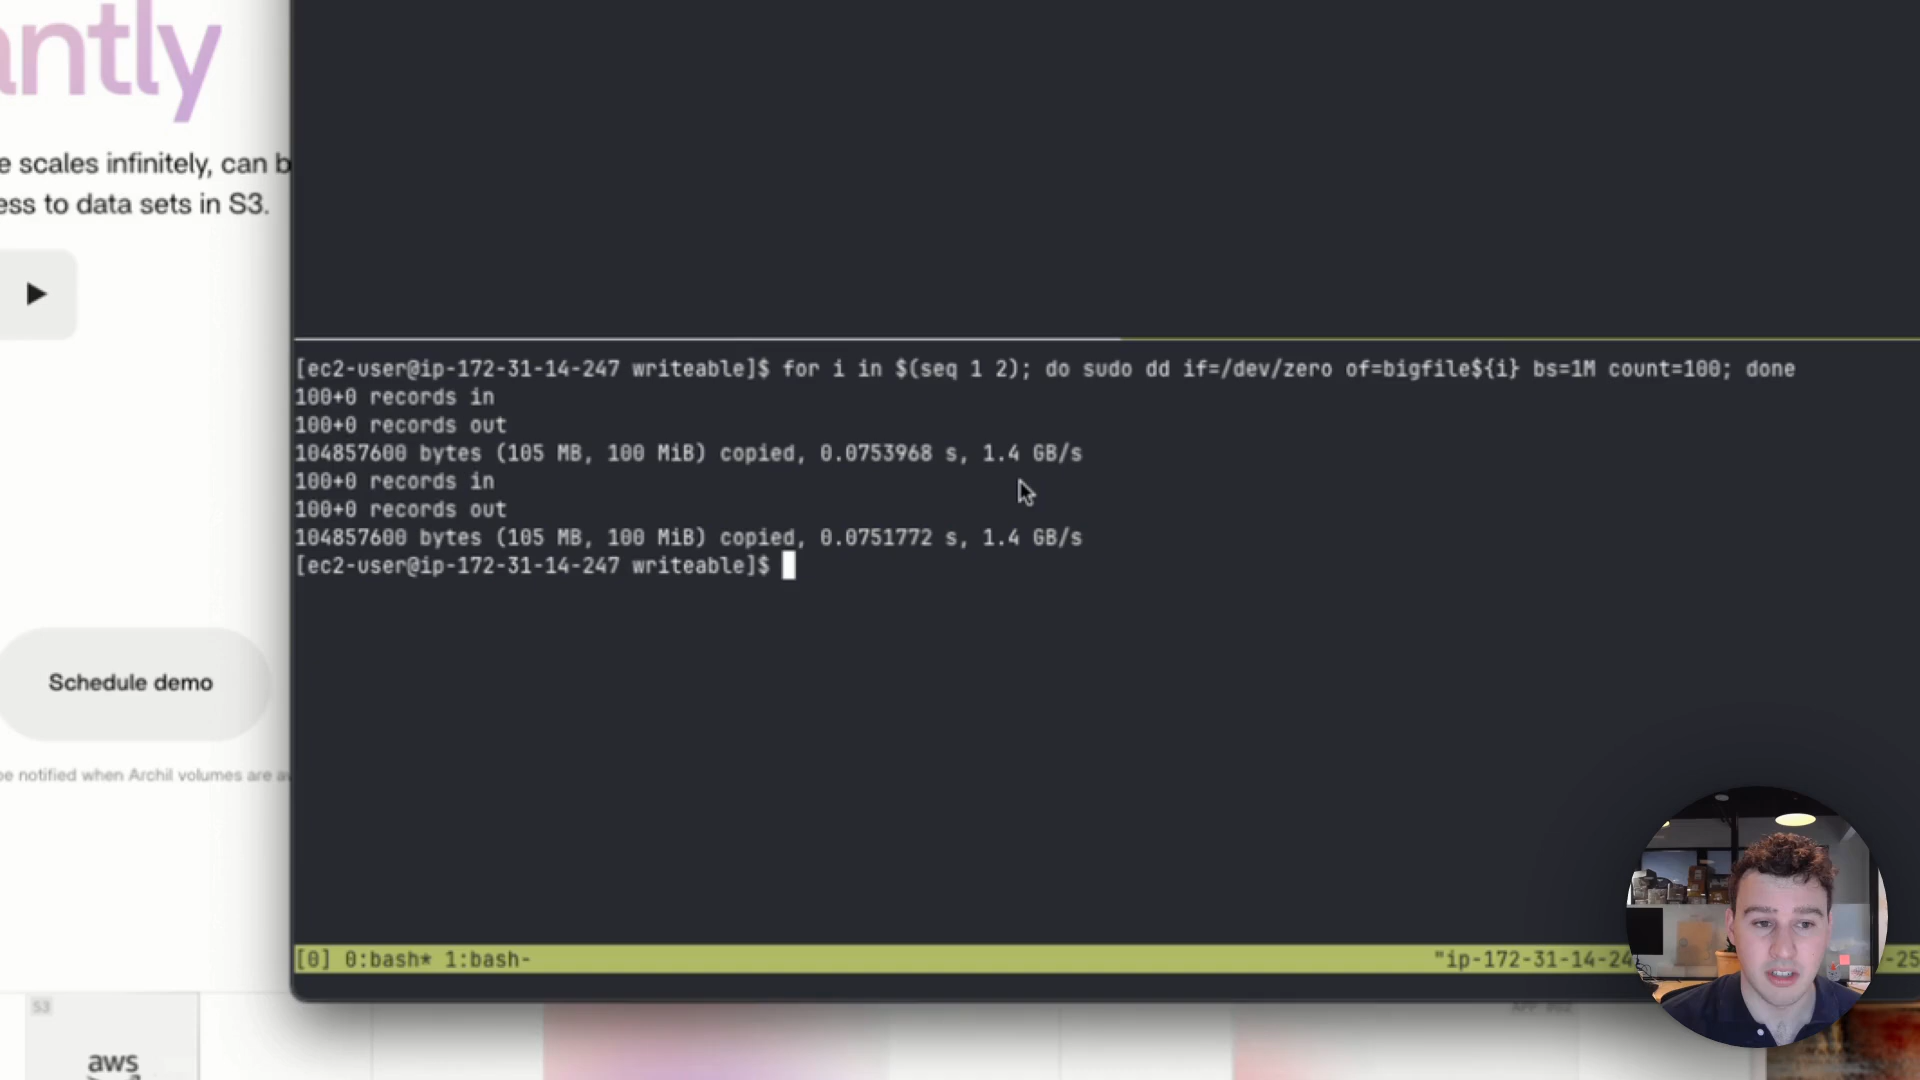 antly
e scales infinitely, can b
ess to data sets in S3.
[ec2-user@ip-172-31-14-247 writeable]$ for i in $(seq 1 2); do sudo dd if=/dev/zero of=bigfile${i} bs=1M count=100; done
100+0 records in
100+0 records out
104857600 bytes (105 MB, 100 MiB) copied, 0.0753968 s, 1.4 GB/s
100+0 records in
100+0 records out
104857600 bytes (105 MB, 100 MiB) copied, 0.0751772 s, 1.4 GB/s
[ec2-user@ip-172-31-14-247 writeable]$
Schedule demo
be notified when Archil volumes are a
[0] 0:bash* 1:bash-
"ip-172-31-14-24
-25
S3
aws